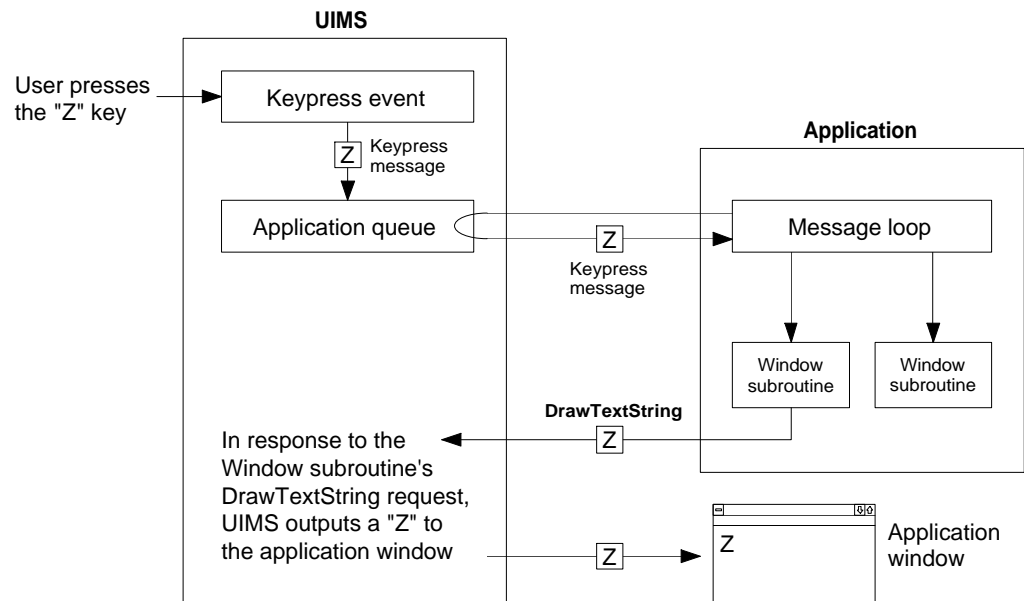 UIMS
User presses
the "Z" key
Keypress event
Z
Keypress
message
Application queue
Application
Message loop
Z
Keypress
message
Window
subroutine
Window
subroutine
DrawTextString
Z
In response to the
Window subroutine's
DrawTextString request,
UIMS outputs a "Z" to
the application window
Z
Z
Application
window